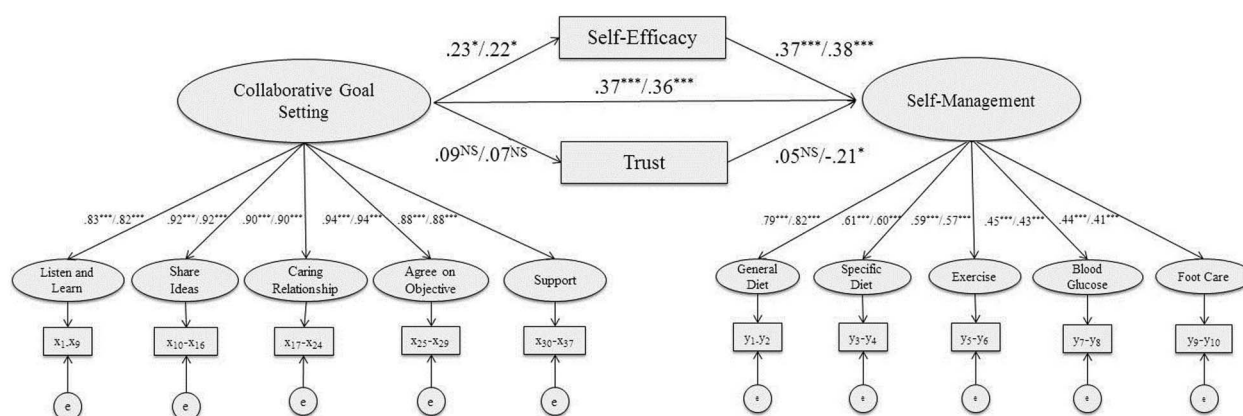 Self-Efficacy
.23*/.22*
.37***/.38***
Collaborative Goal
Setting
.37***/.36***
Self-Management
.09NS/.07NS
Trust
.05NS/-.21*
.83***/.82***
.92***/.92***
.90***/.90***
.94***/.94***
.88***/.88***
.79***/.82***
.61***/.60***
.59***/.57***
.45***/.43***
.44***/.41***
Listen and
Learn
Share
Ideas
Caring
Relationship
Agree on
Objective
Support
General
Diet
Specific
Diet
Exercise
Blood
Glucose
Foot Care
x1-x9
x10-x16
x17-x24
x25-x29
x30-x37
y1-y2
y3-y4
y5-y6
y7-y8
y9-y10
e
e
e
e
e
e
e
e
e
e